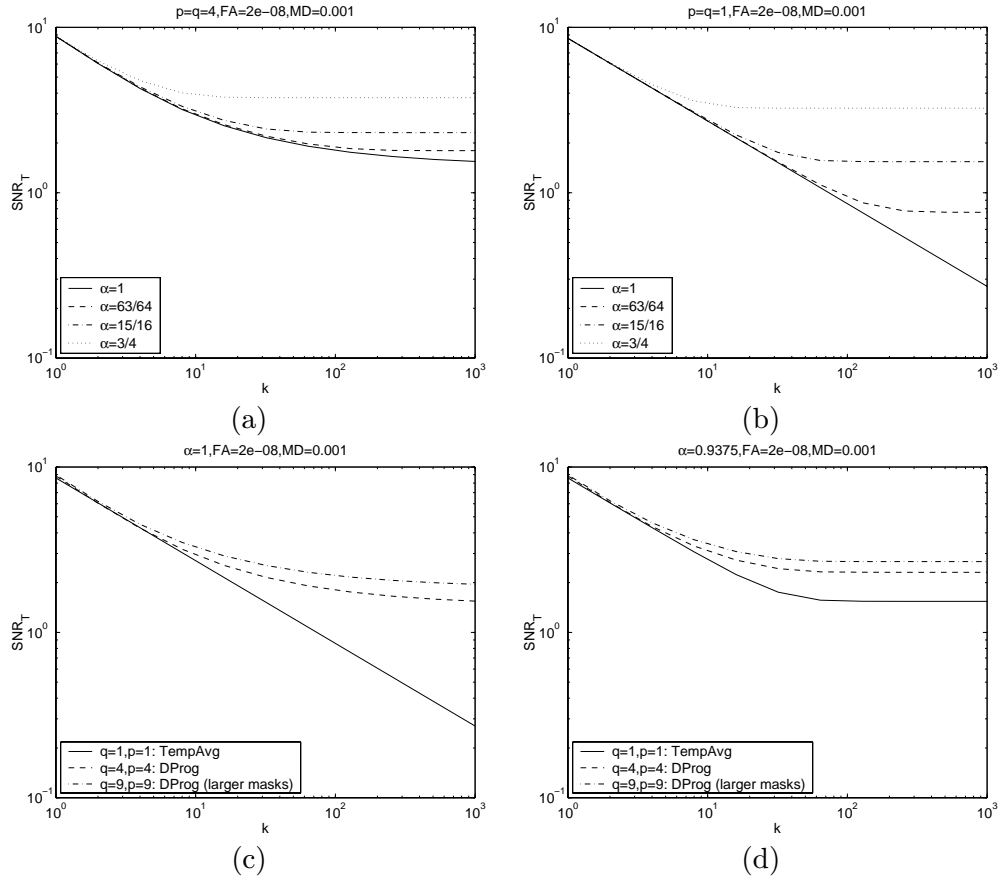 p=q=4,FA=2e−08,MD=0.001
10^1
10^0
10^−1
SNR_T
α=1
α=63/64
α=15/16
α=3/4
10^0 10^1 10^2 10^3
k
(a)
p=q=1,FA=2e−08,MD=0.001
10^1
10^0
10^−1
SNR_T
α=1
α=63/64
α=15/16
α=3/4
10^0 10^1 10^2 10^3
k
(b)
α=1,FA=2e−08,MD=0.001
10^1
10^0
10^−1
SNR_T
q=1,p=1: TempAvg
q=4,p=4: DProg
q=9,p=9: DProg (larger masks)
10^0 10^1 10^2 10^3
k
(c)
α=0.9375,FA=2e−08,MD=0.001
10^1
10^0
10^−1
SNR_T
q=1,p=1: TempAvg
q=4,p=4: DProg
q=9,p=9: DProg (larger masks)
10^0 10^1 10^2 10^3
k
(d)